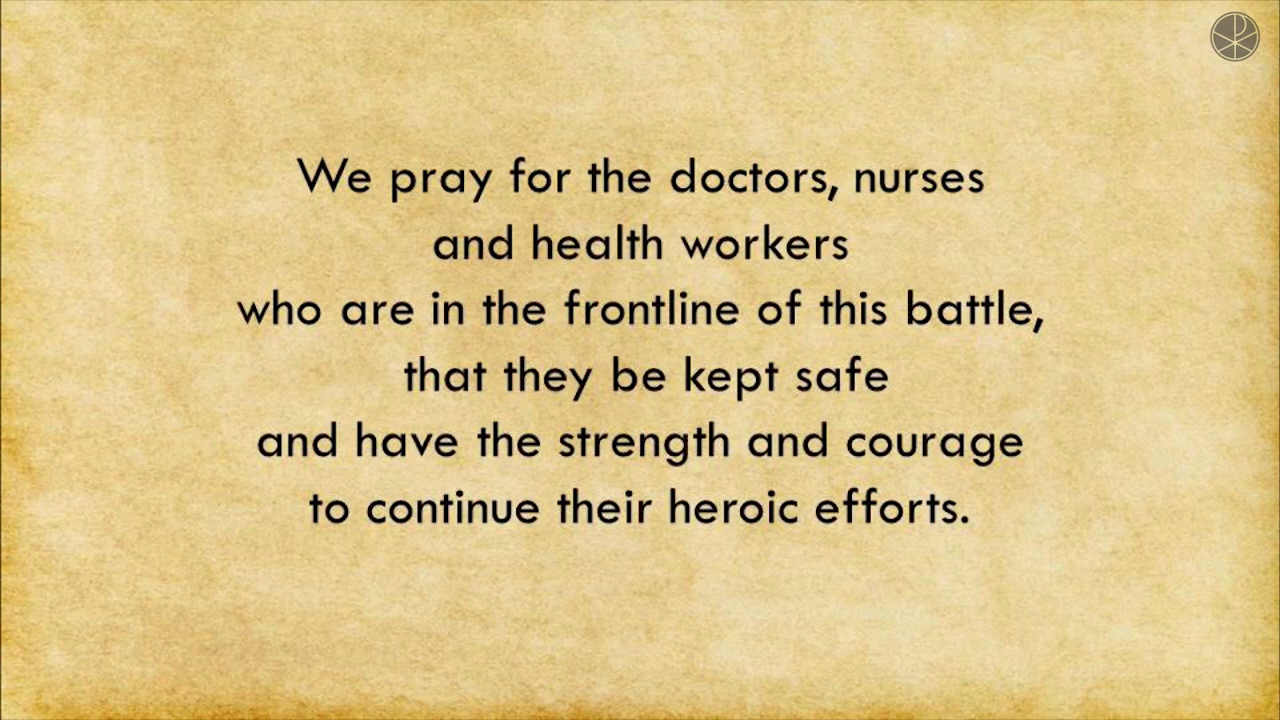 We pray for the doctors, nurses
and health workers
who are in the frontline of this battle,
that they be kept safe
and have the strength and courage
to continue their heroic efforts.